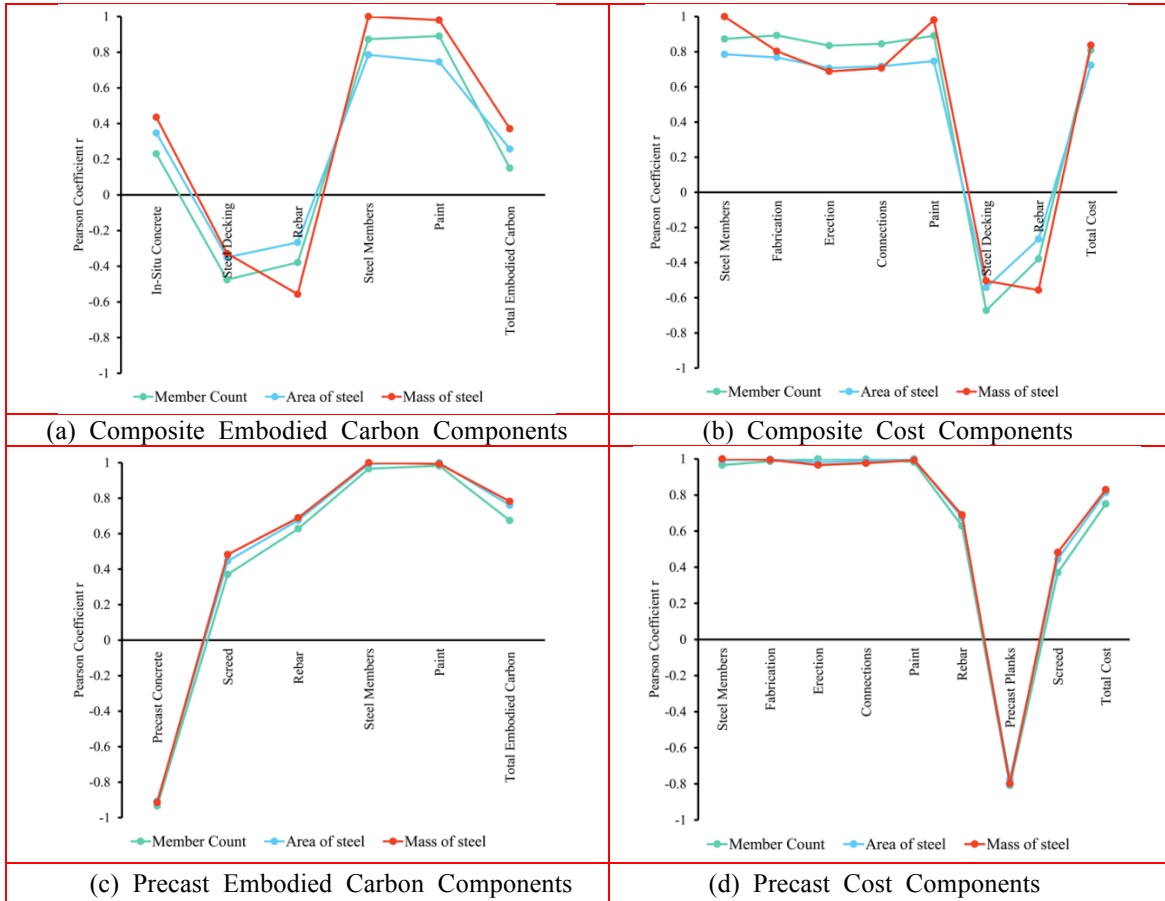 1
0.8
0.6
0.4
0.2
0
-0.2
-0.4
-0.6
-0.8
-1
Pearson Coefficient r
In-Situ Concrete
Steel Decking
Rebar
Steel Members
Paint
Total Embodied Carbon
Member Count Area of steel Mass of steel
(a) Composite Embodied Carbon Components
1
0.8
0.6
0.4
0.2
0
-0.2
-0.4
-0.6
-0.8
-1
Pearson Coefficient r
Steel Members
Fabrication
Erection
Connections
Paint
Steel Decking
Rebar
Total Cost
Member Count Area of steel Mass of steel
(b) Composite Cost Components
1
0.8
0.6
0.4
0.2
0
-0.2
-0.4
-0.6
-0.8
-1
Pearson Coefficient r
Precast Concrete
Screed
Rebar
Steel Members
Paint
Total Embodied Carbon
Member Count Area of steel Mass of steel
(c) Precast Embodied Carbon Components
1
0.8
0.6
0.4
0.2
0
-0.2
-0.4
-0.6
-0.8
-1
Pearson Coefficient r
Steel Members
Fabrication
Erection
Connections
Paint
Rebar
Precast Planks
Screed
Total Cost
Member Count Area of steel Mass of steel
(d) Precast Cost Components